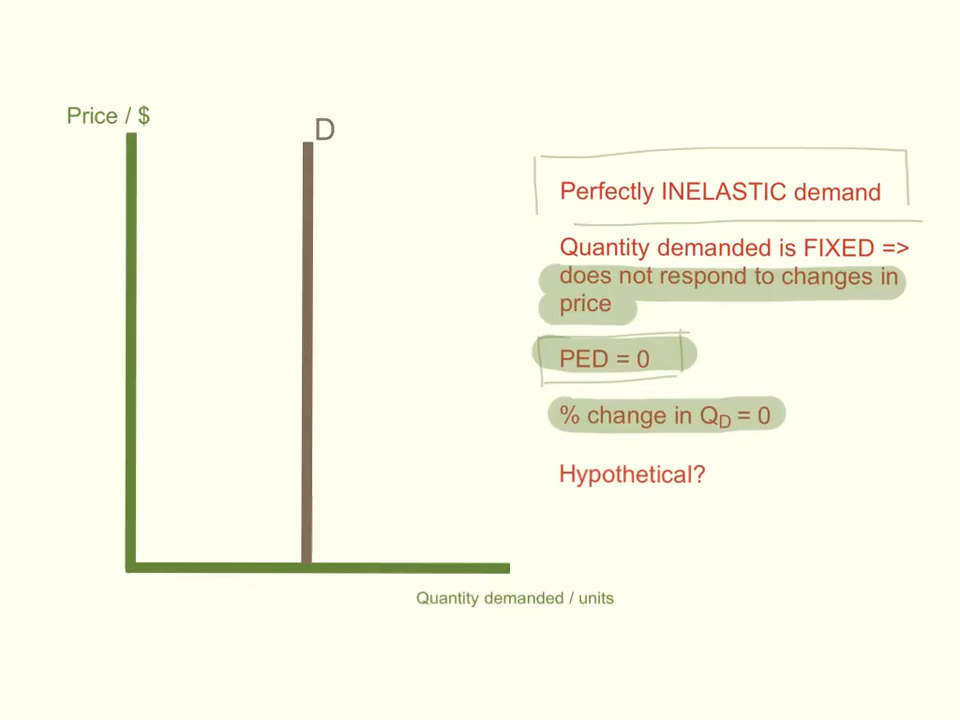 Price / $
D
Perfectly INELASTIC demand
Quantity demanded is FIXED =>
does not respond to changes in
price
PED = 0
% change in QD = 0
Hypothetical?
Quantity demanded / units